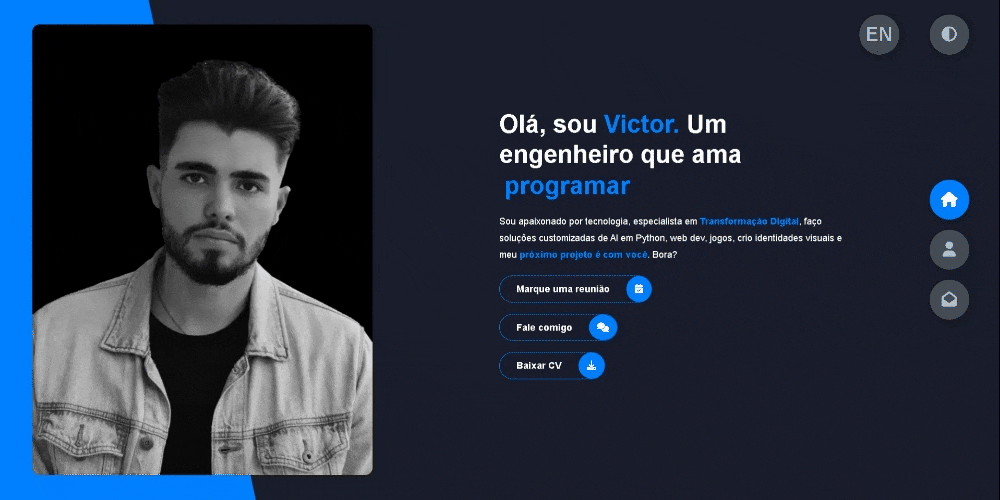 EN
Olá, sou Victor. Um
engenheiro que ama
programar
Sou apaixonado por tecnologia, especialista em Transformação Digital, faço
soluções customizadas de AI em Python, web dev, jogos, crio identidades visuais e
meu próximo projeto é com você. Bora?
Marque uma reunião
Fale comigo
Baixar CV